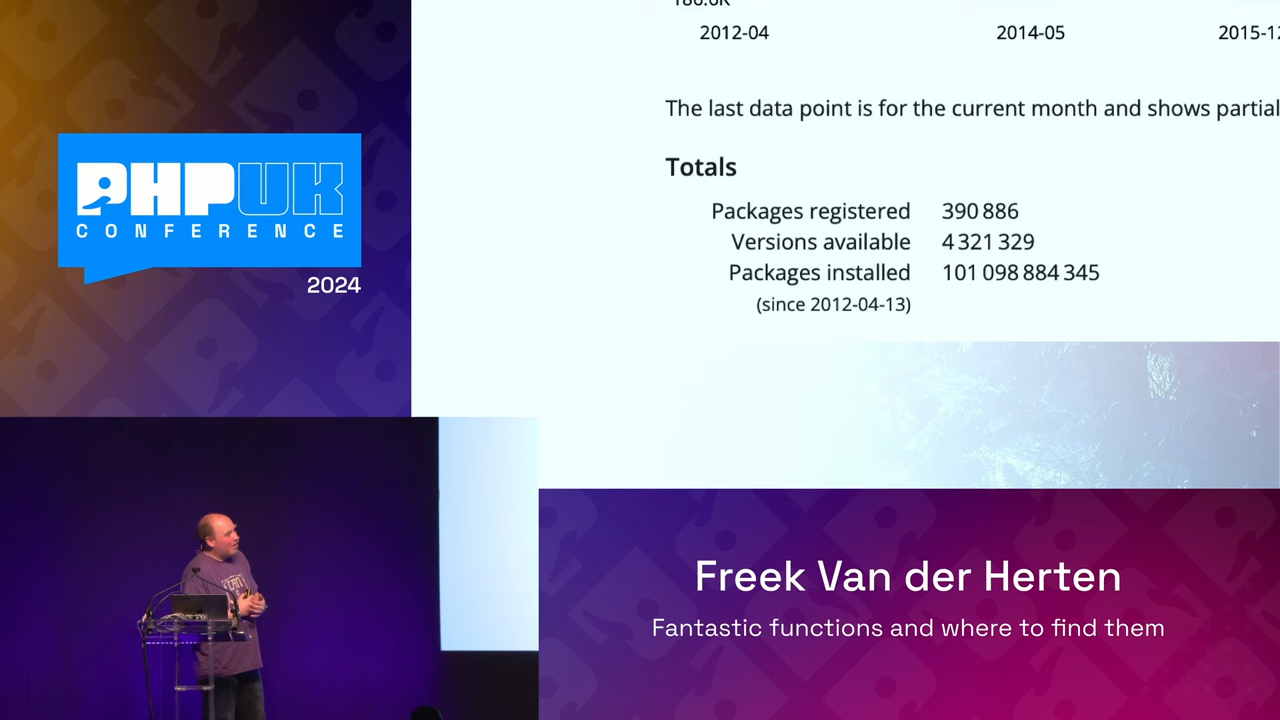 PHPUK
CONFERENCE
2024
2012-04 2014-05
The last data point is for the current month and shows partial
Totals
Packages registered 390 886
Versions available 4 321 329
Packages installed 101 098 884 345
(since 2012-04-13)
Freek Van der Herten
Fantastic functions and where to find them